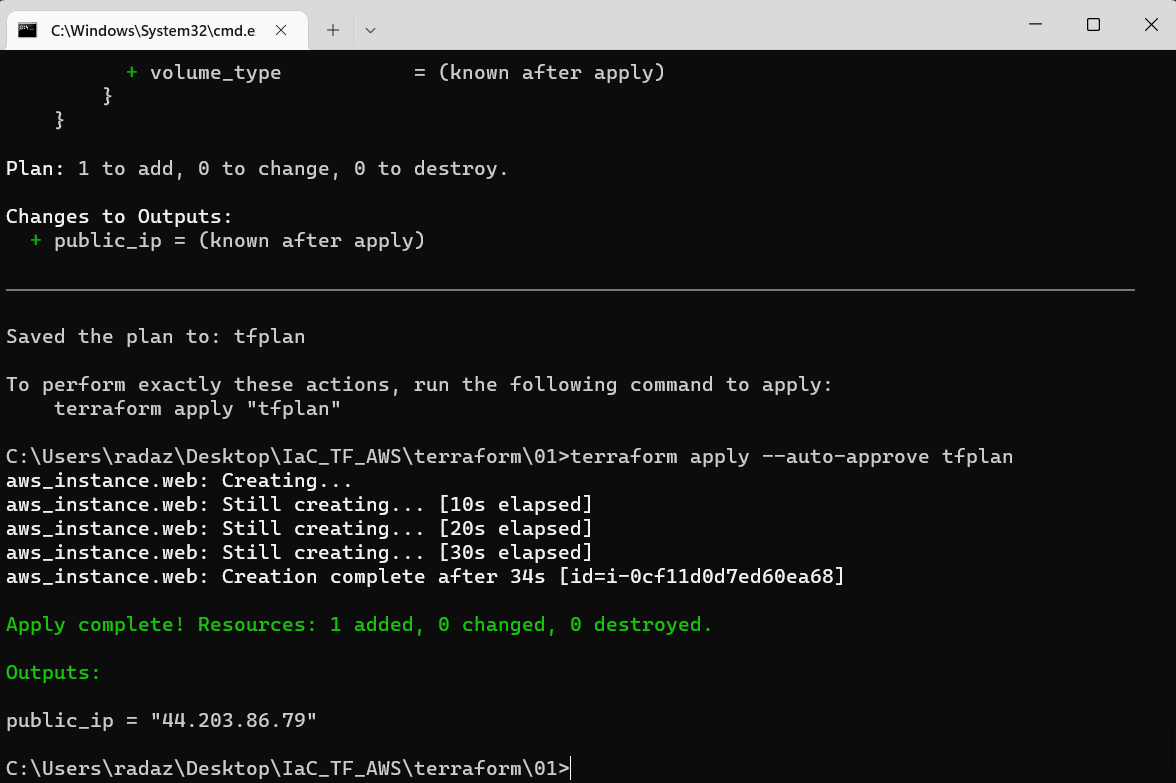 C:\Windows\System32\cmd.e
+ volume_type = (known after apply)
}
}
Plan: 1 to add, 0 to change, 0 to destroy.
Changes to Outputs:
+ public_ip = (known after apply)
Saved the plan to: tfplan
To perform exactly these actions, run the following command to apply:
terraform apply "tfplan"
C:\Users\radaz\Desktop\IaC_TF_AWS\terraform\01>terraform apply --auto-approve tfplan
aws_instance.web: Creating...
aws_instance.web: Still creating... [10s elapsed]
aws_instance.web: Still creating... [20s elapsed]
aws_instance.web: Still creating... [30s elapsed]
aws_instance.web: Creation complete after 34s [id=i-0cf11d0d7ed60ea68]
Apply complete! Resources: 1 added, 0 changed, 0 destroyed.
Outputs:
public_ip = "44.203.86.79"
C:\Users\radaz\Desktop\IaC_TF_AWS\terraform\01>